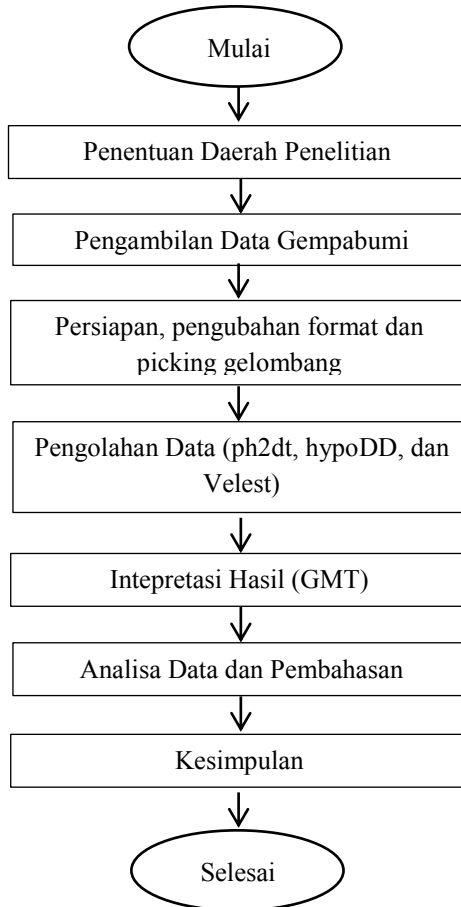 Mulai
Penentuan Daerah Penelitian
Pengambilan Data Gempabumi
Persiapan, pengubahan format dan
picking gelombang
Pengolahan Data (ph2dt, hypoDD, dan
Velest)
Intepretasi Hasil (GMT)
Analisa Data dan Pembahasan
Kesimpulan
Selesai